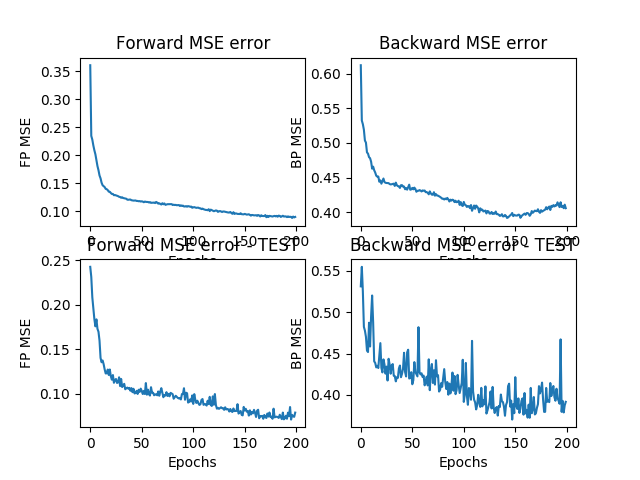 Forward MSE error
Backward MSE error
FP MSE
0.35
0.30
0.25
0.20
0.15
0.10
0 50 100 150 200
BP MSE
0.60
0.55
0.50
0.45
0.40
0 50 100 150 200
Epochs
Epochs
Forward MSE error - TEST
Backward MSE error - TEST
FP MSE
0.25
0.20
0.15
0.10
0 50 100 150 200
Epochs
BP MSE
0.55
0.50
0.45
0.40
0 50 100 150 200
Epochs